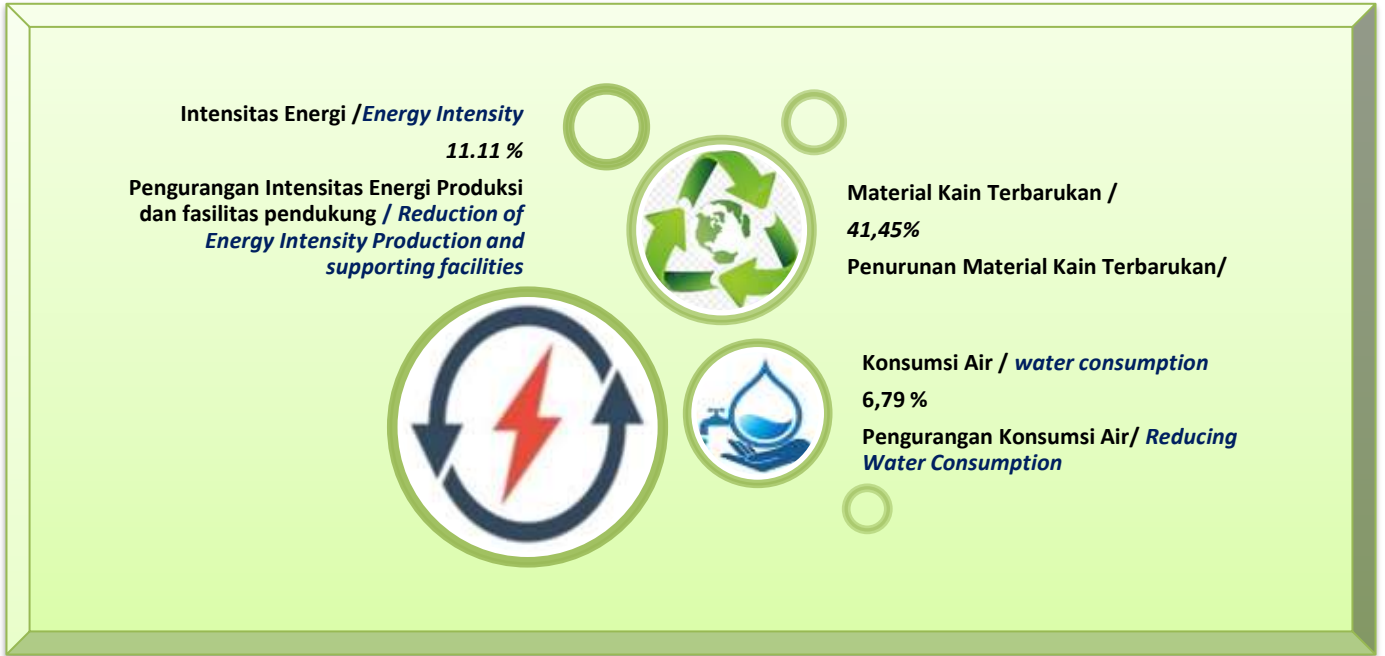 Intensitas Energi /Energy Intensity
11.11 %
Pengurangan Intensitas Energi Produksi
dan fasilitas pendukung / Reduction of
Energy Intensity Production and
supporting facilities
Material Kain Terbarukan /
41,45%
Penurunan Material Kain Terbarukan/
Konsumsi Air / water consumption
6,79 %
Pengurangan Konsumsi Air/ Reducing
Water Consumption